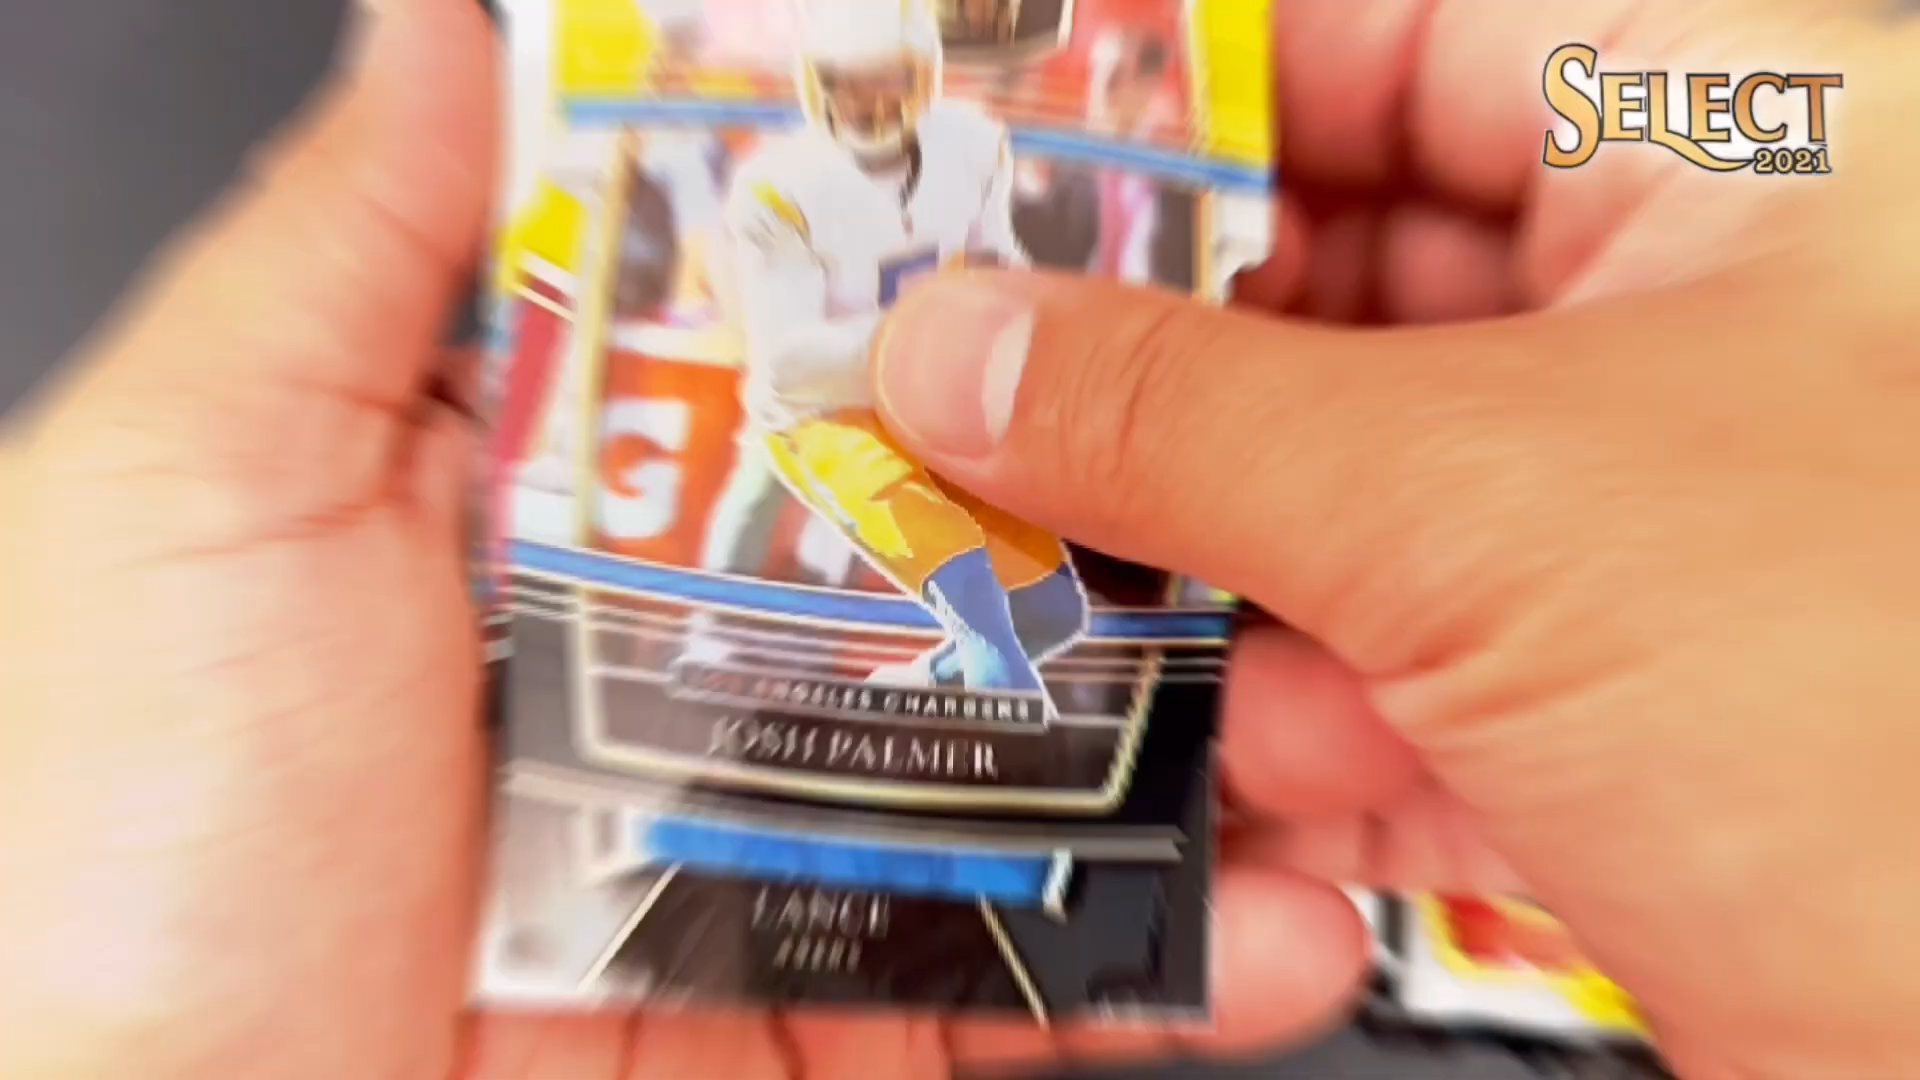 SELECT
2021
G
LOS ANGELES CHARGERS
JOSH PALMER
LANCE